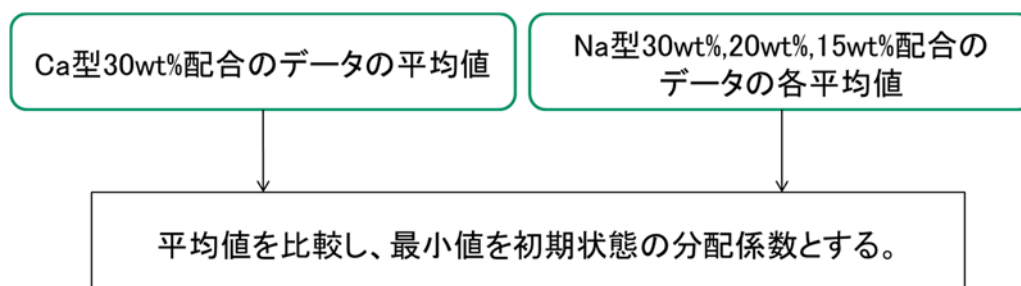 Ca型30wt%配合のデータの平均値
Na型30wt%,20wt%,15wt%配合の
データの各平均値
平均値を比較し、最小値を初期状態の分配係数とする。